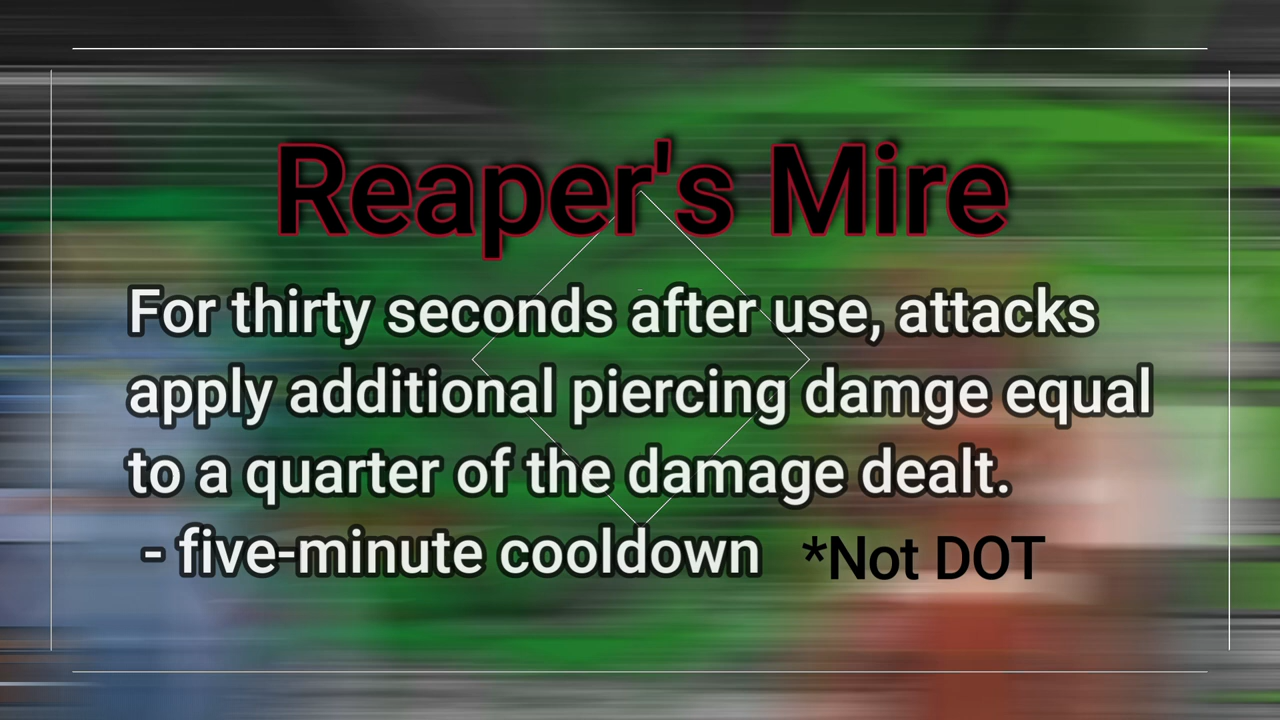 Reaper's Mire
For thirty seconds after use, attacks
apply additional piercing damge equal
to a quarter of the damage dealt.
- five-minute cooldown *Not DOT